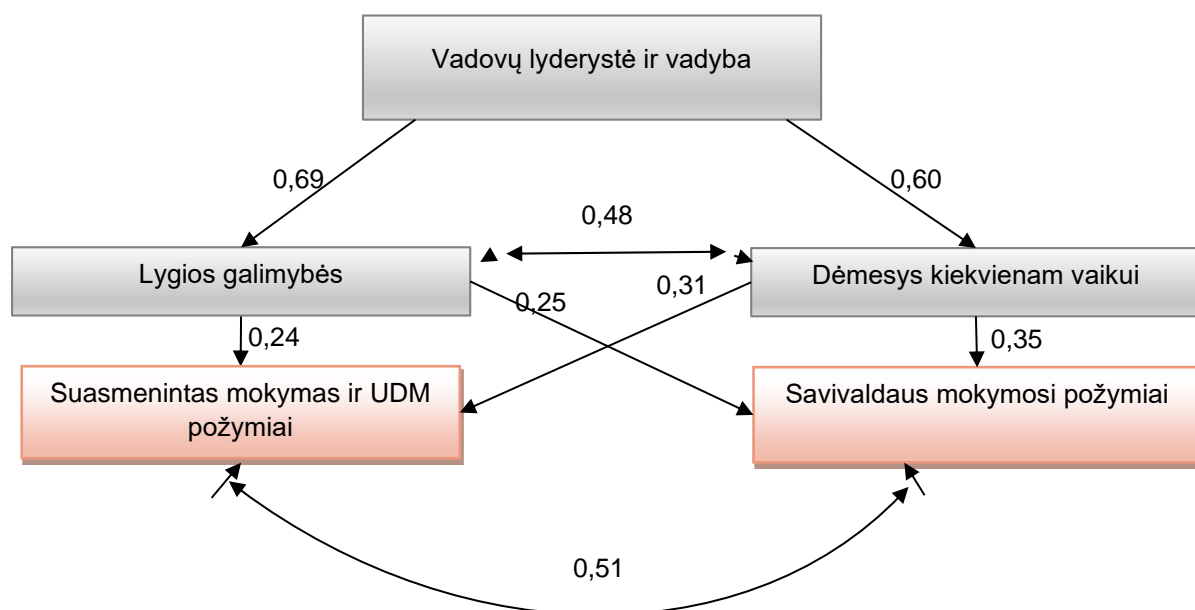 Vadovų lyderystė ir vadyba
0,69
0,60
0,48
Lygios galimybės
Dėmesys kiekvienam vaikui
0,25
0,31
0,24
0,35
Suasmenintas mokymas ir UDM
požymiai
Savivaldaus mokymosi požymiai
0,51